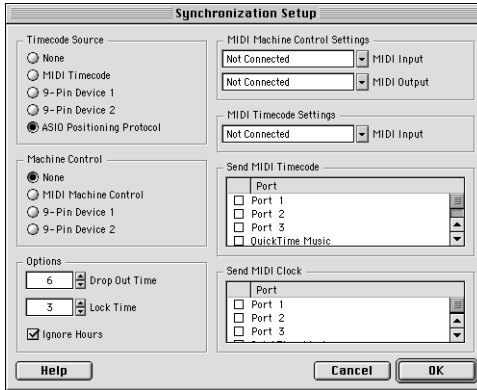 Synchronization Setup
Timecode Source
None
MIDI Timecode
9-Pin Device 1
9-Pin Device 2
ASIO Positioning Protocol
Machine Control
None
MIDI Machine Control
9-Pin Device 1
9-Pin Device 2
Options
6 Drop Out Time
3 Lock Time
Ignore Hours
MIDI Machine Control Settings
Not Connected MIDI Input
Not Connected MIDI Output
MIDI Timecode Settings
Not Connected MIDI Input
Send MIDI Timecode
Port
Port 1
Port 2
Port 3
QuickTime Music
Send MIDI Clock
Port
Port 1
Port 2
Port 3
Help
Cancel
OK